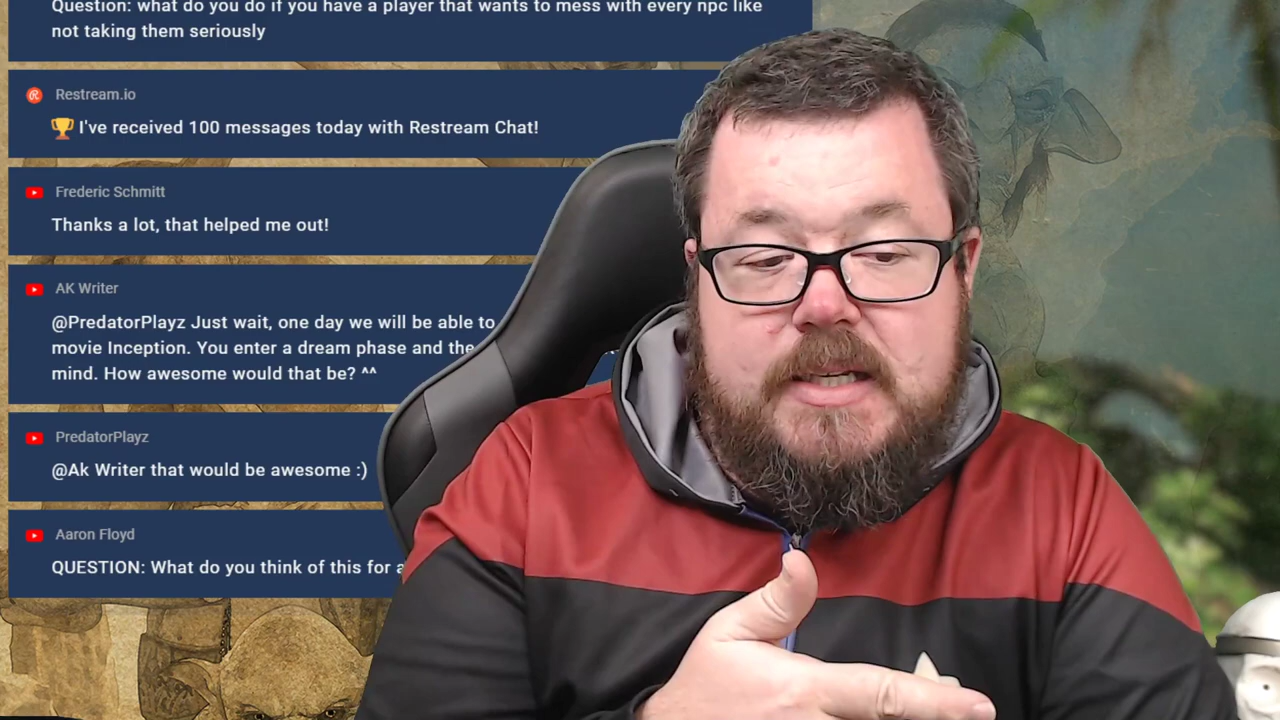 Question: what do you do if you have a player that wants to mess with every npc like
not taking them seriously
Restream.io
I've received 100 messages today with Restream Chat!
Frederic Schmitt
Thanks a lot, that helped me out!
AK Writer
@PredatorPlayz Just wait, one day we will be able to
movie Inception. You enter a dream phase and the
mind. How awesome would that be? ^^
PredatorPlayz
@Ak Writer that would be awesome :)
Aaron Floyd
QUESTION: What do you think of this for a